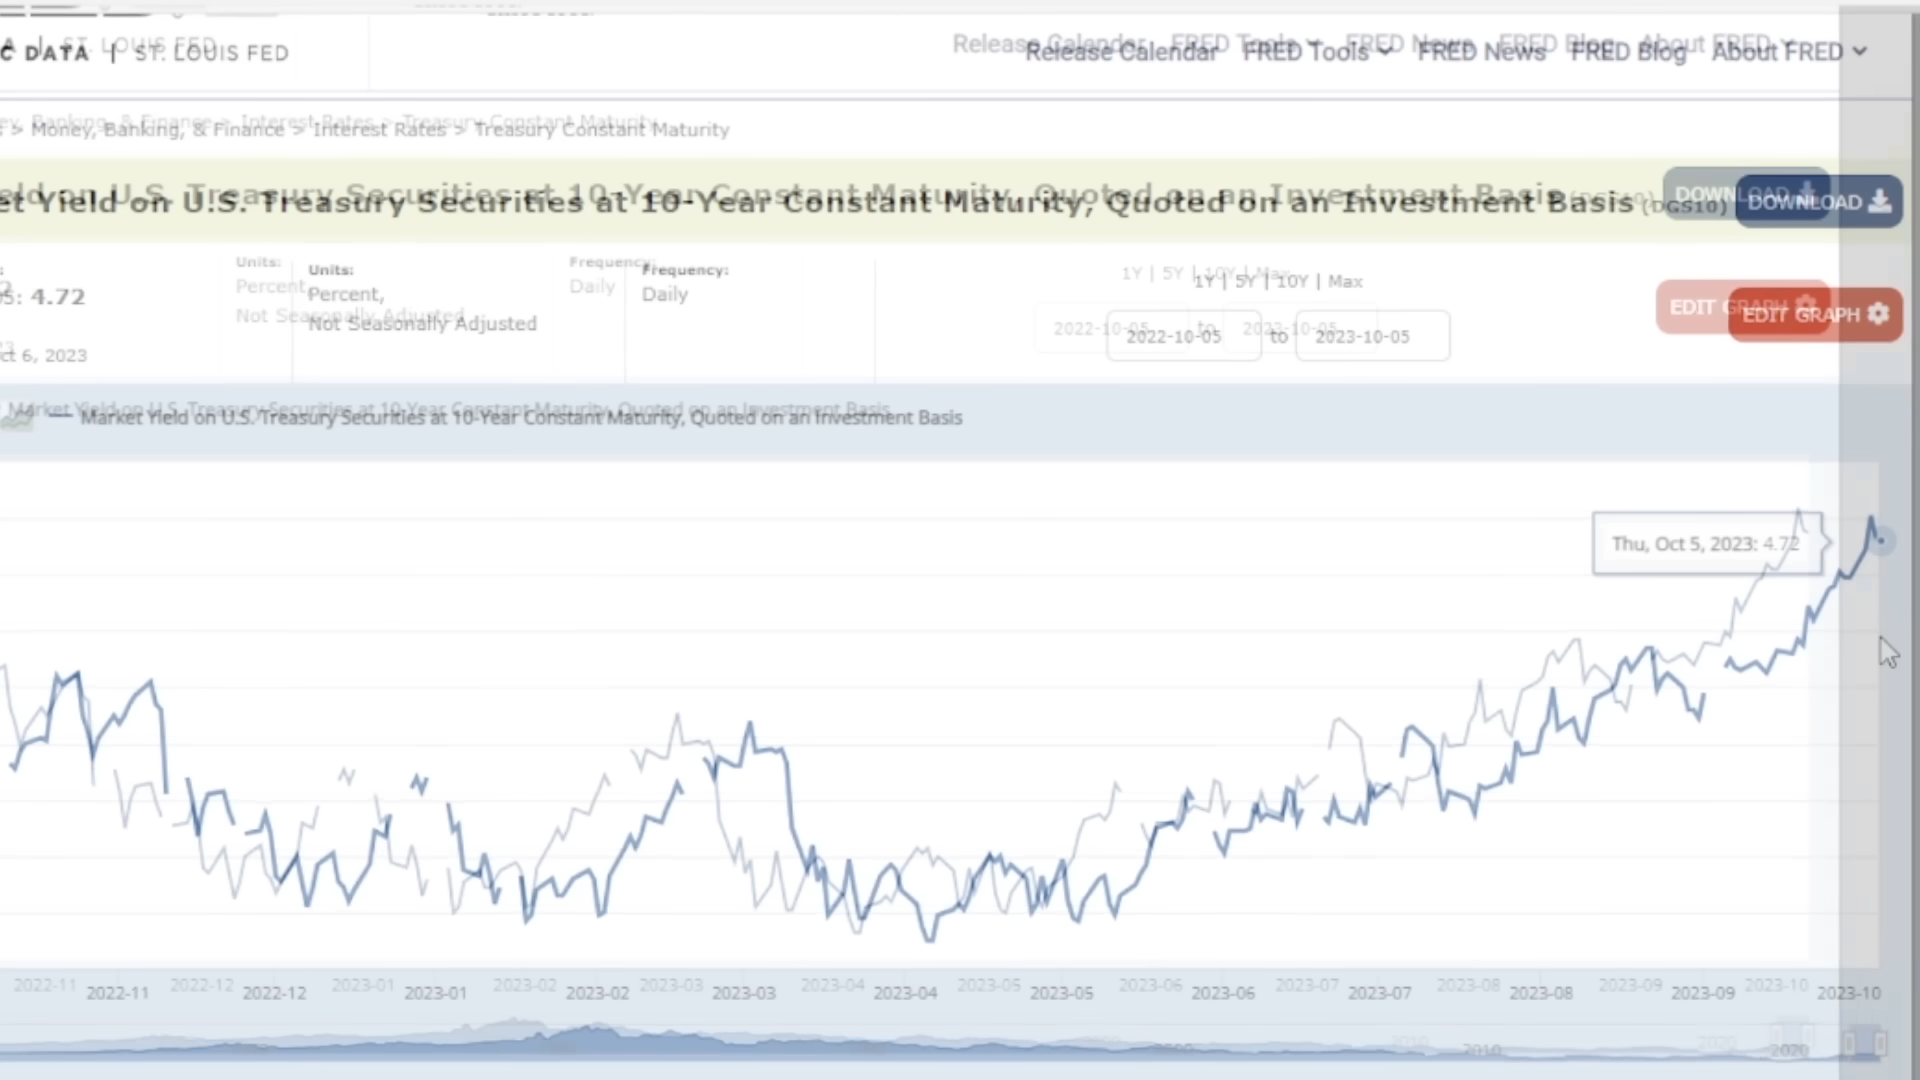 C DATA | ST. LOUIS FED
Release Calendar FRED Tools FRED News FRED Blog About FRED
> Money, Banking, & Finance > Interest Rates > Treasury Constant Maturity
Yield on U.S. Treasury Securities at 10-Year Constant Maturity, Quoted on an Investment Basis (DGS10)
DOWNLOAD
Units: Frequency:
4.72 Percent, Daily
Not Seasonally Adjusted
ct 6, 2023
1Y | 5Y | 10Y | Max
2022-10-05 to 2023-10-05
EDIT GRAPH
Market Yield on U.S. Treasury Securities at 10-Year Constant Maturity, Quoted on an Investment Basis
Thu, Oct 5, 2023: 4.72
2022-11 2022-12 2023-01 2023-02 2023-03 2023-04 2023-05 2023-06 2023-07 2023-08 2023-09 2023-10
2010 2020